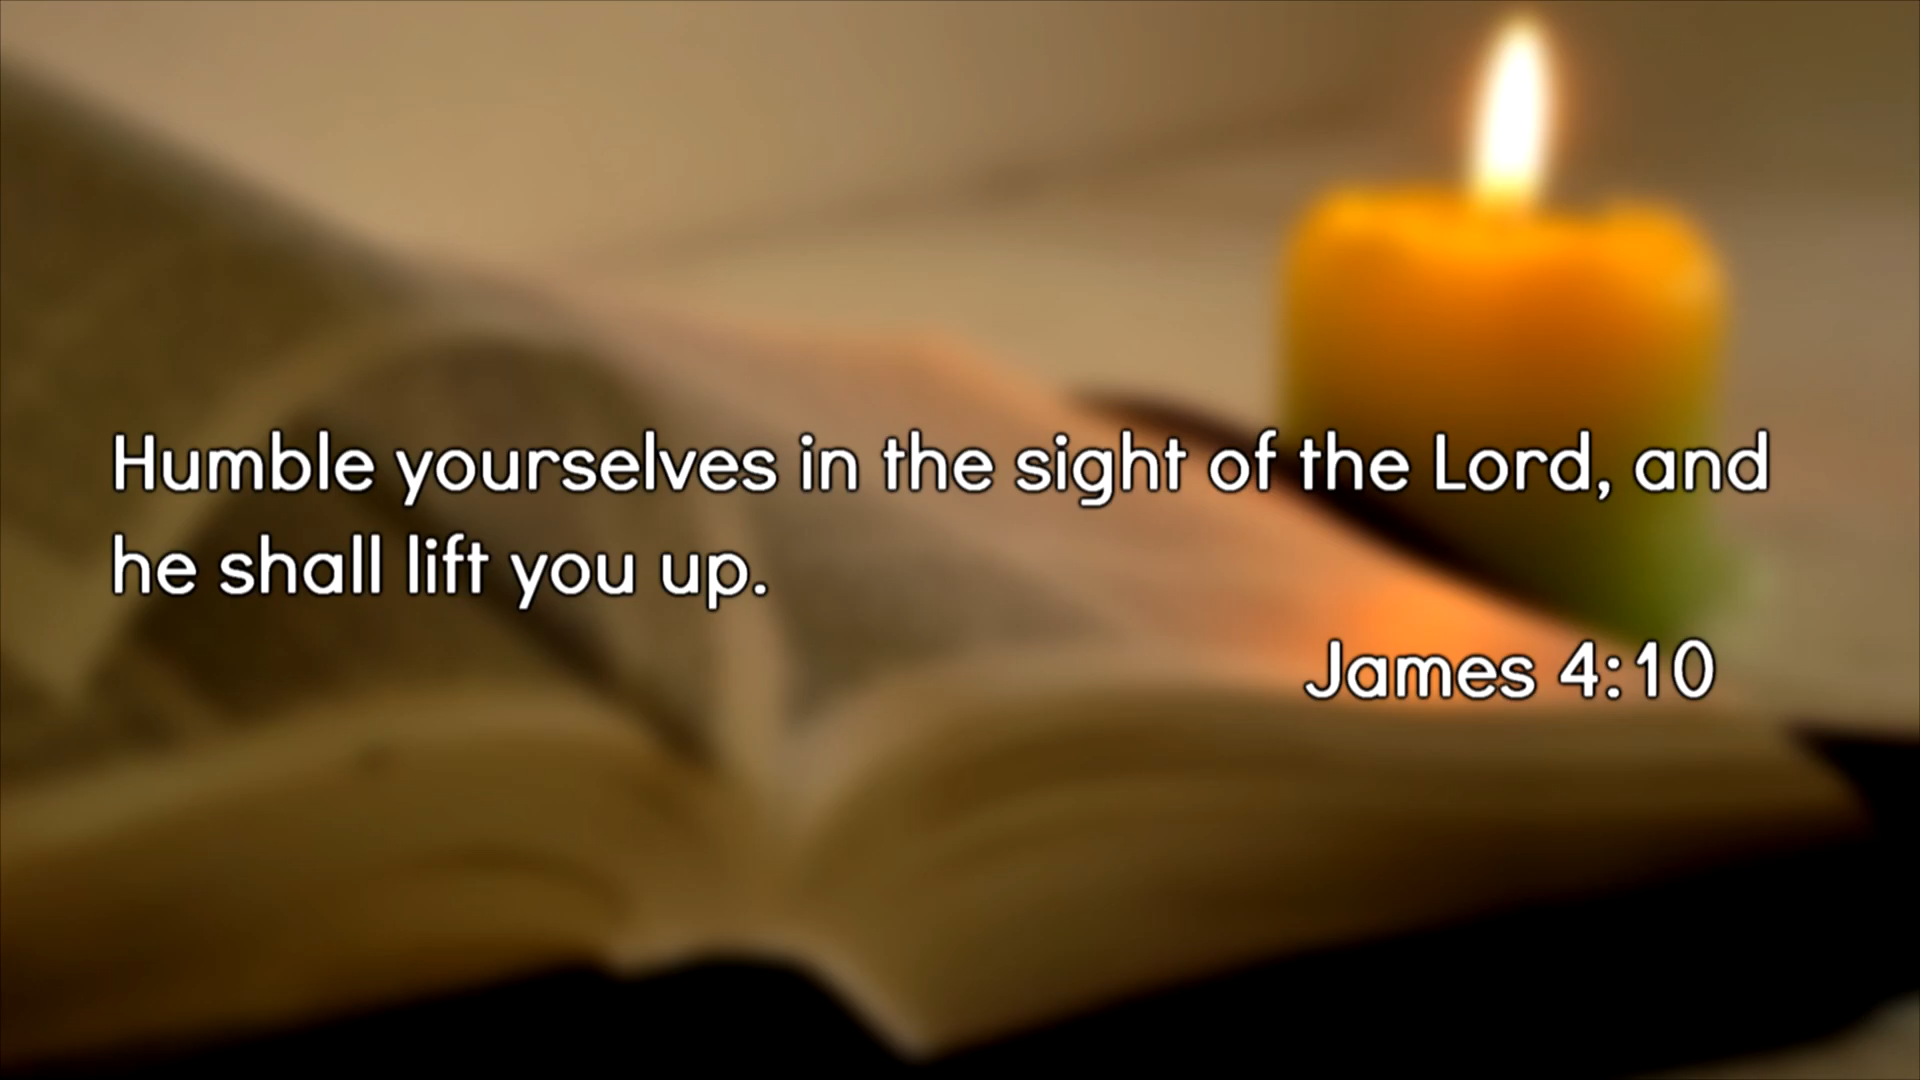 Humble yourselves in the sight of the Lord, and
he shall lift you up.
James 4:10